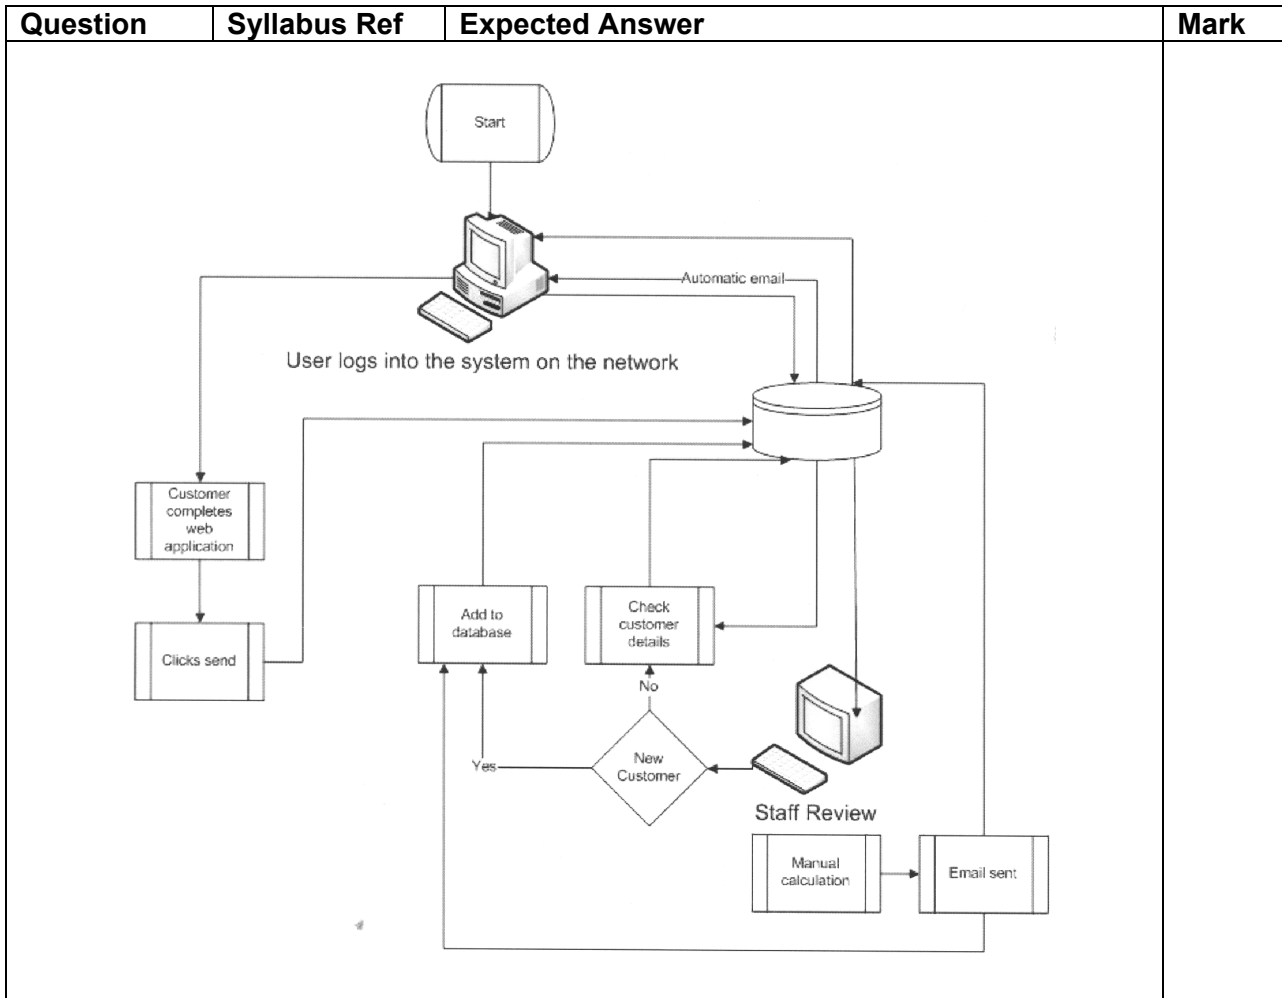 Question Syllabus Ref Expected Answer Mark
Start
Automatic email
User logs into the system on the network
Customer
completes
web
application
Add to
database
Check
customer
details
Clicks send
No
Yes
New
Customer
Staff Review
Manual
calculation
Email sent